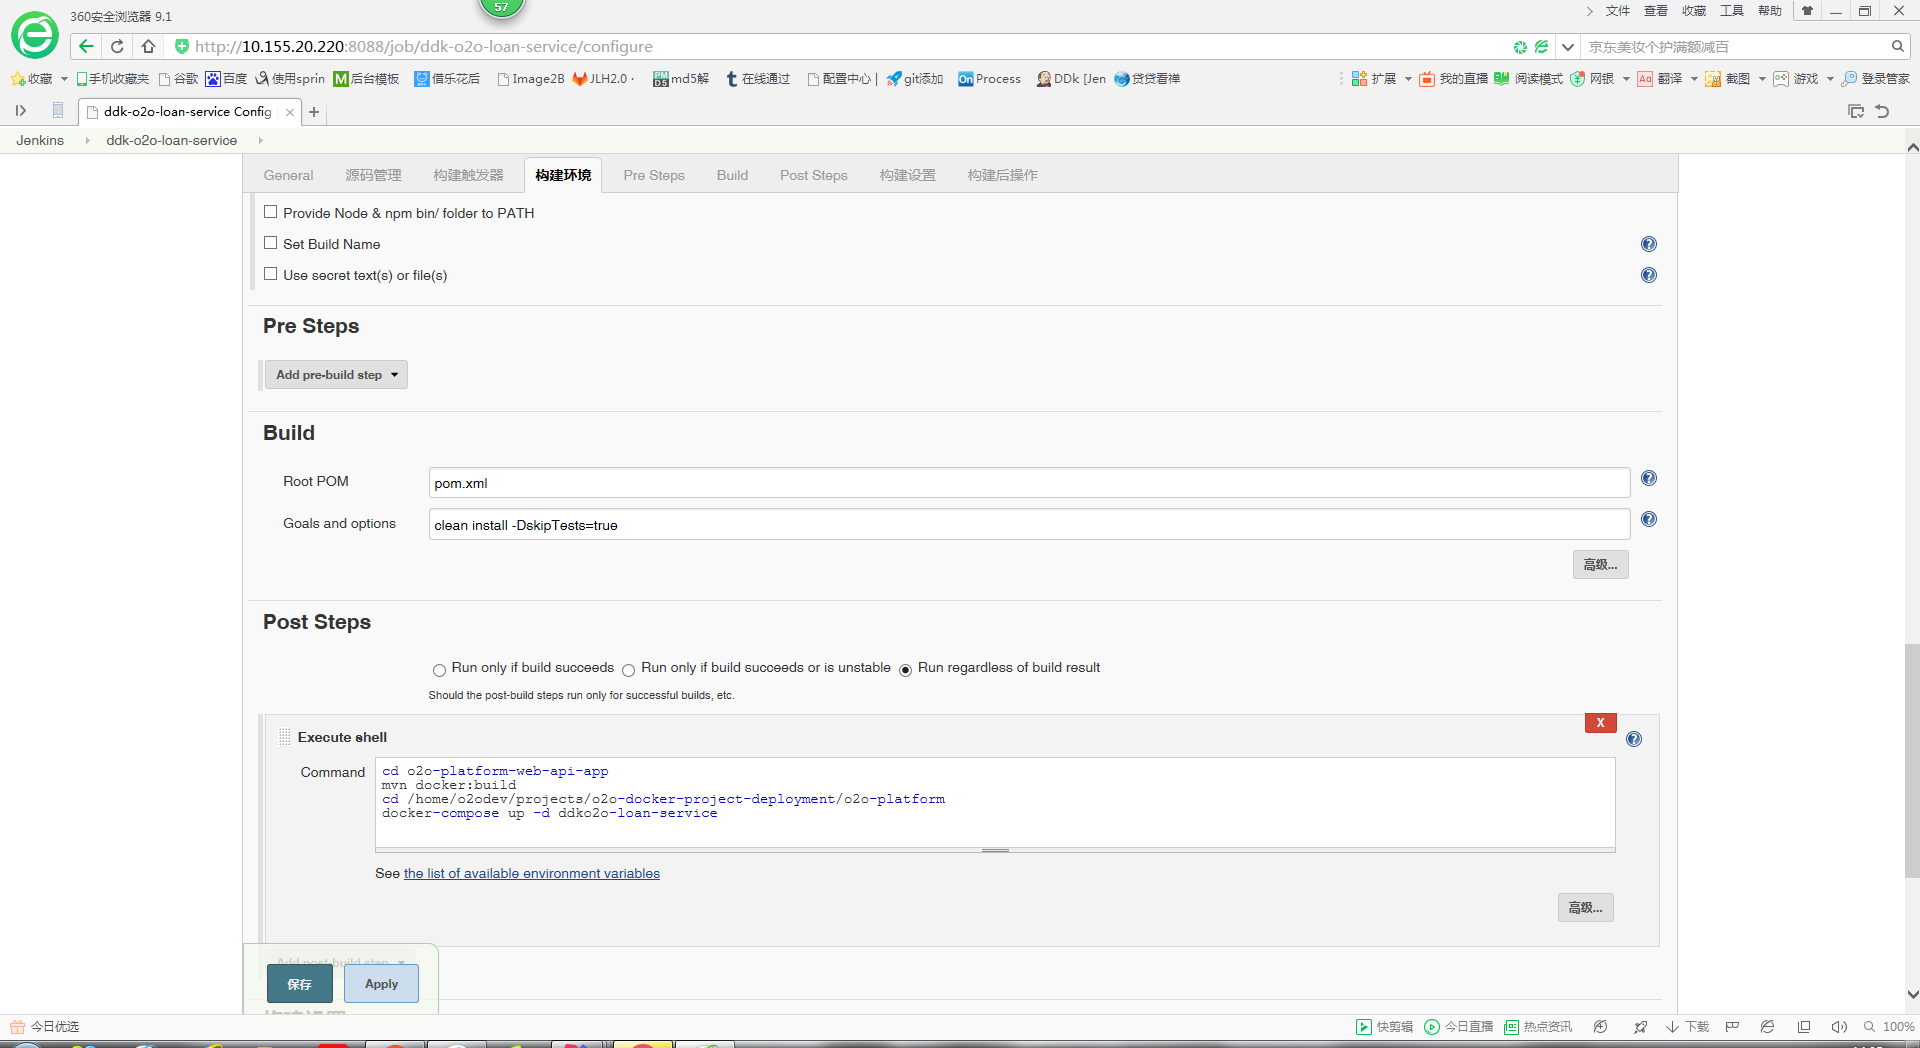 57
360安全浏览器 9.1
文件 查看 收藏 工具 帮助
http://10.155.20.220:8088/job/ddk-o2o-loan-service/configure
京东美妆个护满额减百
收藏 手机收藏夹 谷歌 百度 使用sprin M后台模板 借乐花后 Image2B JLH2.0 · md5解 在线通过 配置中心 | git添加 On Process DDk [Jen 贷贷看禅 扩展 我的直播 阅读模式 网银 翻译 截图 游戏 登录管家
ddk-o2o-loan-service Config
Jenkins ddk-o2o-loan-service
General 源码管理 构建触发器 构建环境 Pre Steps Build Post Steps 构建设置 构建后操作
Provide Node & npm bin/ folder to PATH
Set Build Name
Use secret text(s) or file(s)
Pre Steps
Add pre-build step
Build
Root POM pom.xml
Goals and options clean install -DskipTests=true
高级...
Post Steps
Run only if build succeeds Run only if build succeeds or is unstable Run regardless of build result
Should the post-build steps run only for successful builds, etc.
X
Execute shell
Command
cd o2o-platform-web-api-app
mvn docker:build
cd /home/o2odev/projects/o2o-docker-project-deployment/o2o-platform
docker-compose up -d ddko2o-loan-service
See the list of available environment variables
高级...
Add post-build step
保存 Apply
今日优选 快剪辑 今日直播 热点资讯 下载 100%